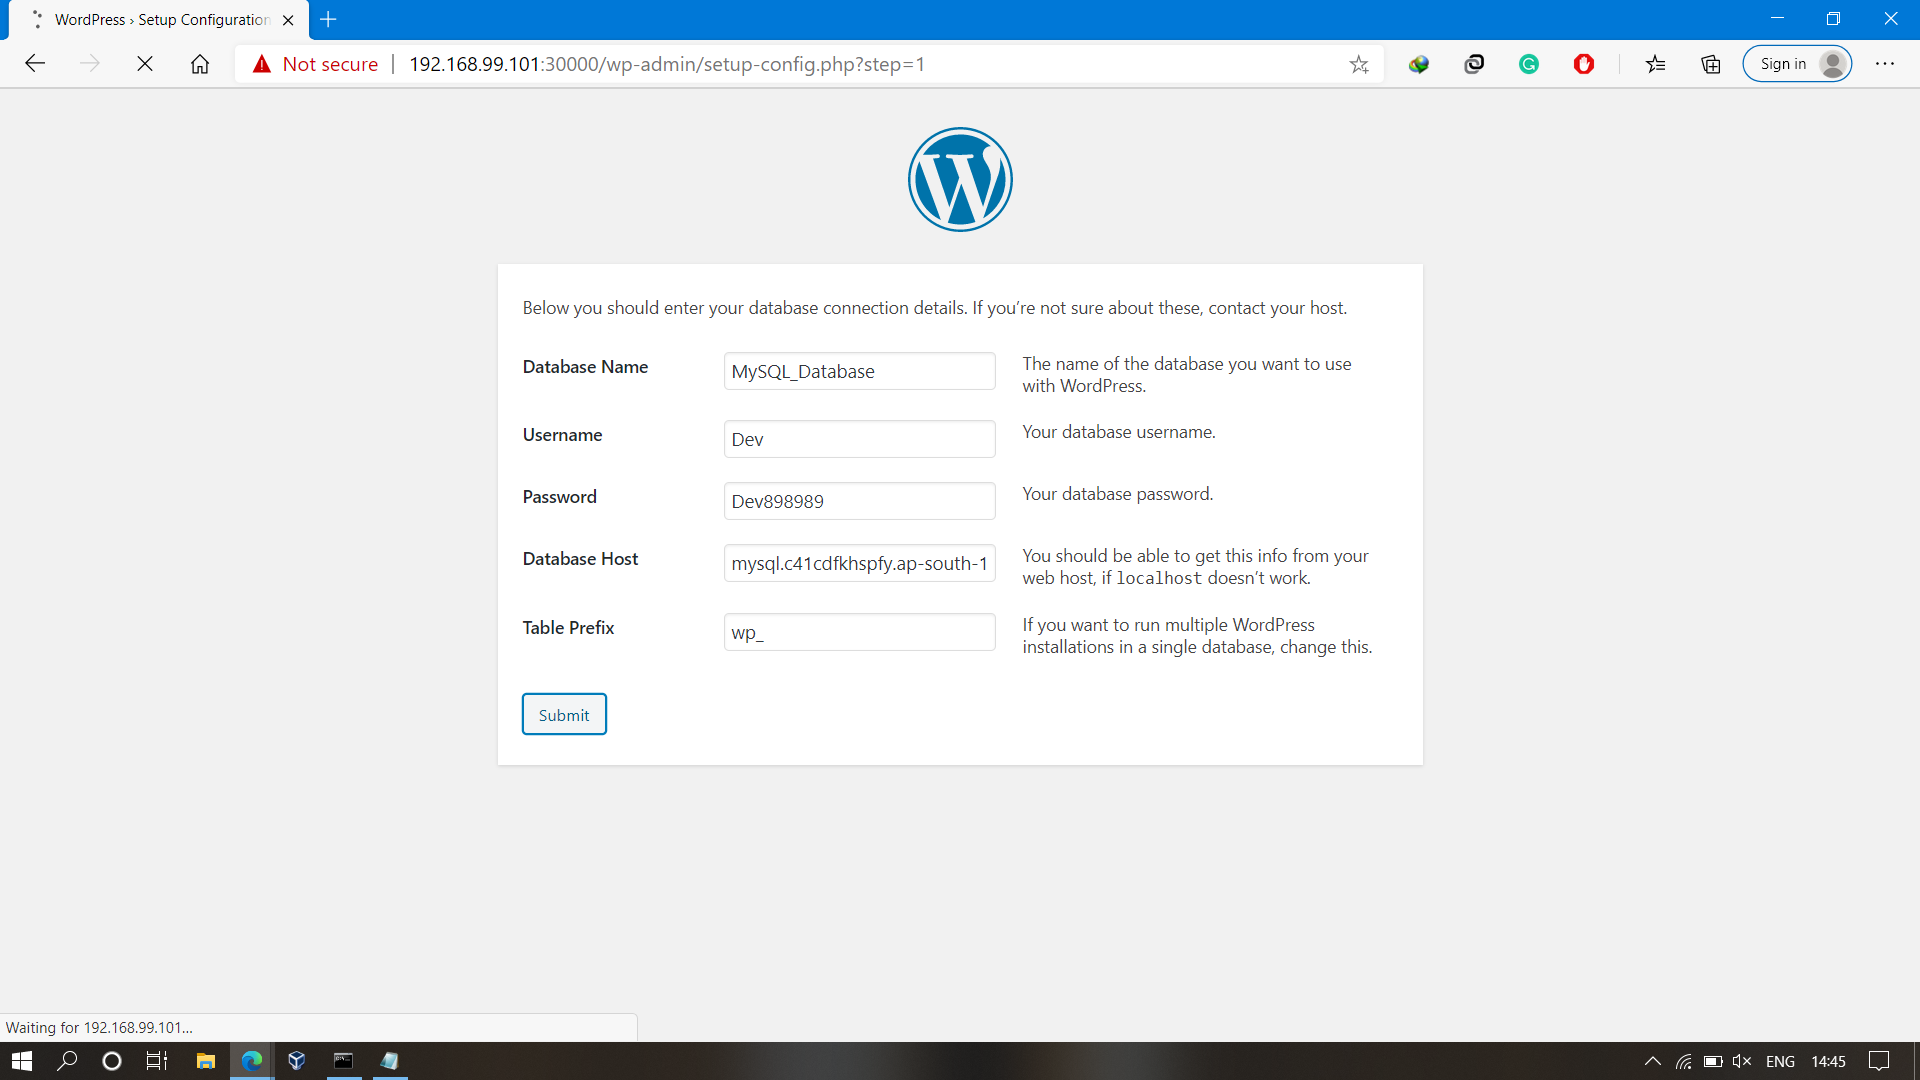 WordPress › Setup Configuration
Not secure
192.168.99.101:30000/wp-admin/setup-config.php?step=1
Sign in
Below you should enter your database connection details. If you’re not sure about these, contact your host.
Database Name
MySQL_Database
The name of the database you want to use
with WordPress.
Username
Dev
Your database username.
Password
Dev898989
Your database password.
Database Host
mysql.c41cdfkhspfy.ap-south-1
You should be able to get this info from your
web host, if localhost doesn’t work.
Table Prefix
wp_
If you want to run multiple WordPress
installations in a single database, change this.
Submit
Waiting for 192.168.99.101...
ENG
14:45